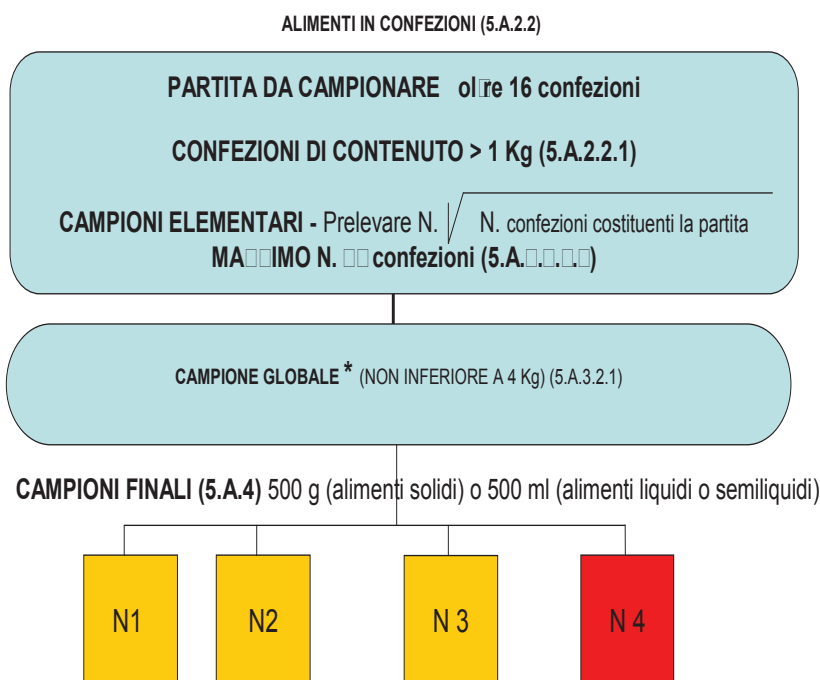 ALIMENTI IN CONFEZIONI (5.A.2.2)
PARTITA DA CAMPIONARE 16 confezioni
CONFEZIONI DI CONTENUTO > 1 Kg (5.A.2.2.1)
CAMPIONI ELEMENTARI - Prelevare N. √ N. confezioni costituenti la partita
N. confezioni
CAMPIONE GLOBALE * (NON INFERIORE A 4 Kg) (5.A.3.2.1)
CAMPIONI FINALI (5.A.4) 500 g (alimenti solidi) o 500 ml (alimenti liquidi o semiliquidi)
N1
N2
N 3
N 4